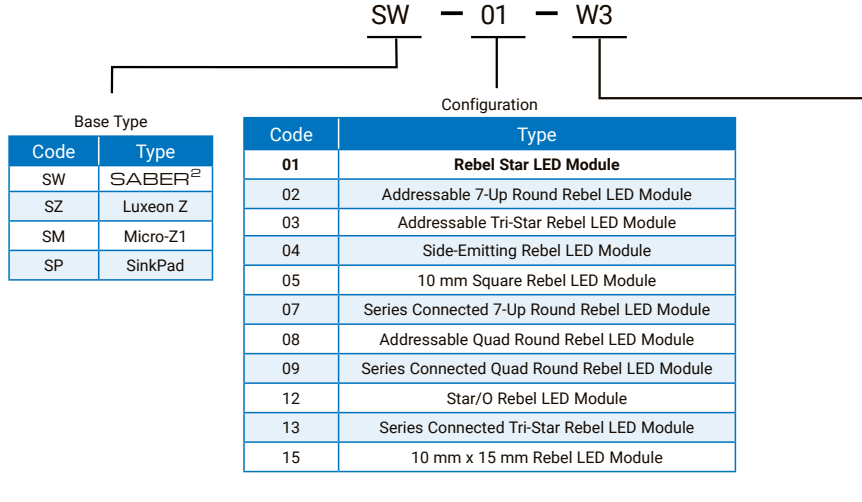 SW – 01 – W3
Base Type
Code Type
SW SABER²
SZ Luxeon Z
SM Micro-Z1
SP SinkPad
Configuration
Code Type
01 Rebel Star LED Module
02 Addressable 7-Up Round Rebel LED Module
03 Addressable Tri-Star Rebel LED Module
04 Side-Emitting Rebel LED Module
05 10 mm Square Rebel LED Module
07 Series Connected 7-Up Round Rebel LED Module
08 Addressable Quad Round Rebel LED Module
09 Series Connected Quad Round Rebel LED Module
12 Star/O Rebel LED Module
13 Series Connected Tri-Star Rebel LED Module
15 10 mm x 15 mm Rebel LED Module